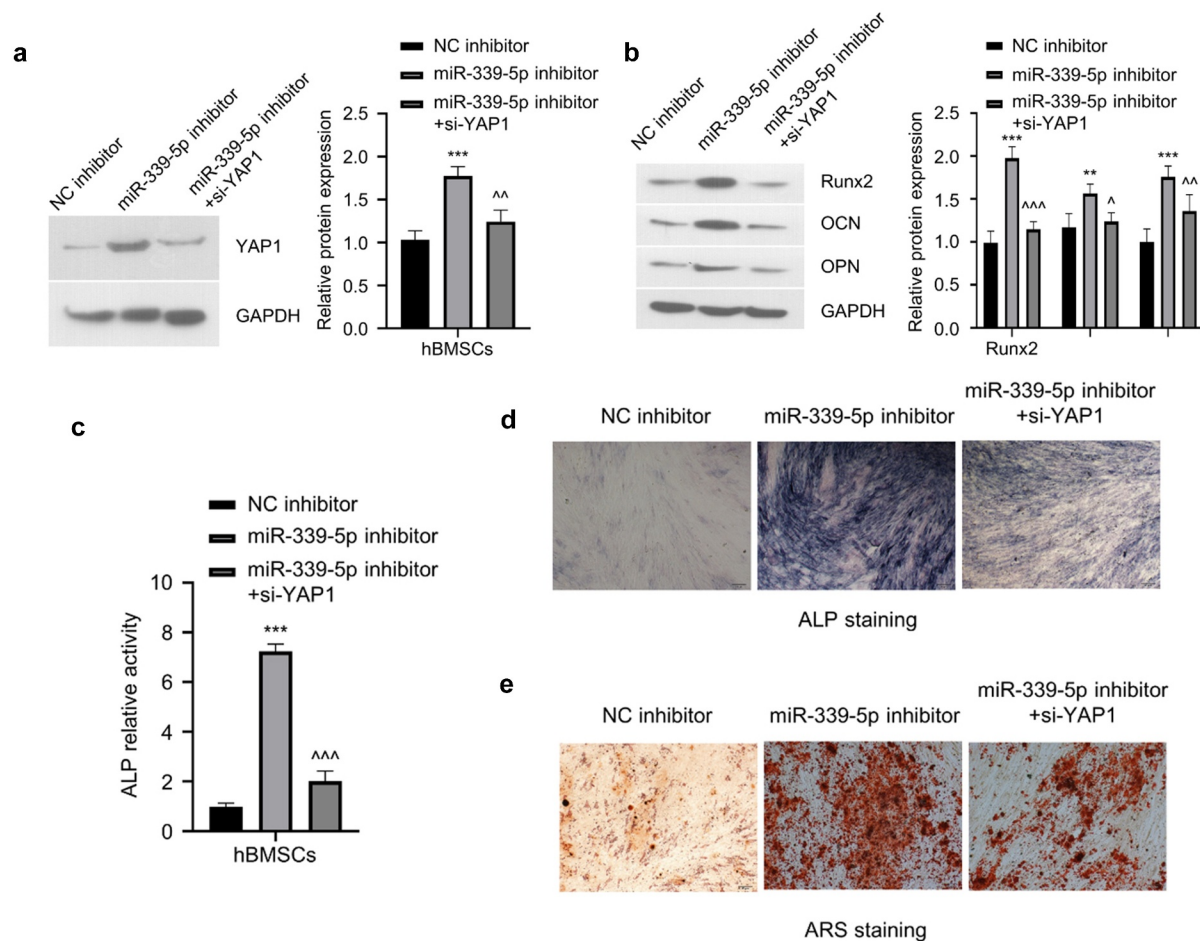 a
NC inhibitor
miR-339-5p inhibitor
miR-339-5p inhibitor
+si-YAP1
YAP1
GAPDH
NC inhibitor
miR-339-5p inhibitor
miR-339-5p inhibitor
+si-YAP1
Relative protein expression
2.5
2.0
1.5
1.0
0.5
0.0
***
^^
hBMSCs
b
NC inhibitor
miR-339-5p inhibitor
miR-339-5p inhibitor
+si-YAP1
Runx2
OCN
OPN
GAPDH
NC inhibitor
miR-339-5p inhibitor
miR-339-5p inhibitor
+si-YAP1
Relative protein expression
2.5
2.0
1.5
1.0
0.5
0.0
***
^^^
**
^
***
^^
Runx2
c
NC inhibitor
miR-339-5p inhibitor
miR-339-5p inhibitor
+si-YAP1
ALP relative activity
10
8
6
4
2
0
***
^^^
hBMSCs
d
NC inhibitor
miR-339-5p inhibitor
miR-339-5p inhibitor
+si-YAP1
ALP staining
e
NC inhibitor
miR-339-5p inhibitor
miR-339-5p inhibitor
+si-YAP1
ARS staining